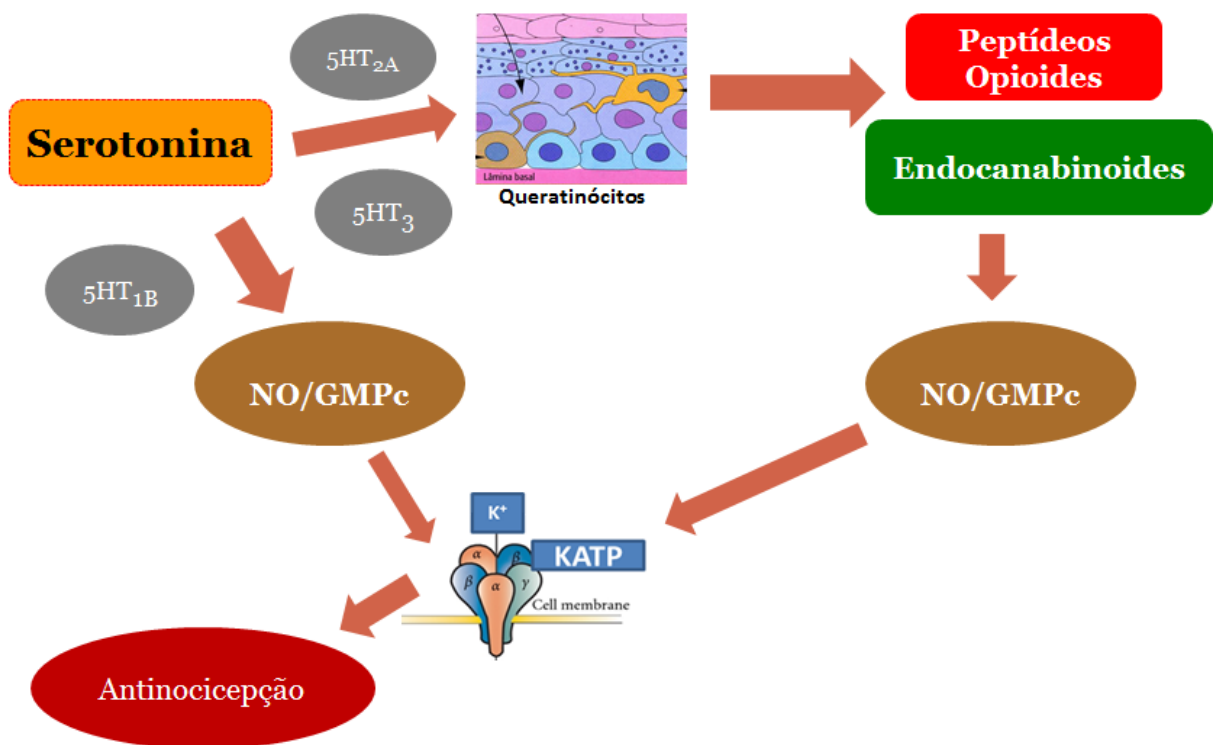 5HT2A
Serotonina
5HT3
5HT1B
Lâmina basal
Queratinócitos
Peptídeos
Opioides
Endocanabinoides
NO/GMPc
NO/GMPc
K+
KATP
α
β
β
α
γ
Cell membrane
Antinocicepção